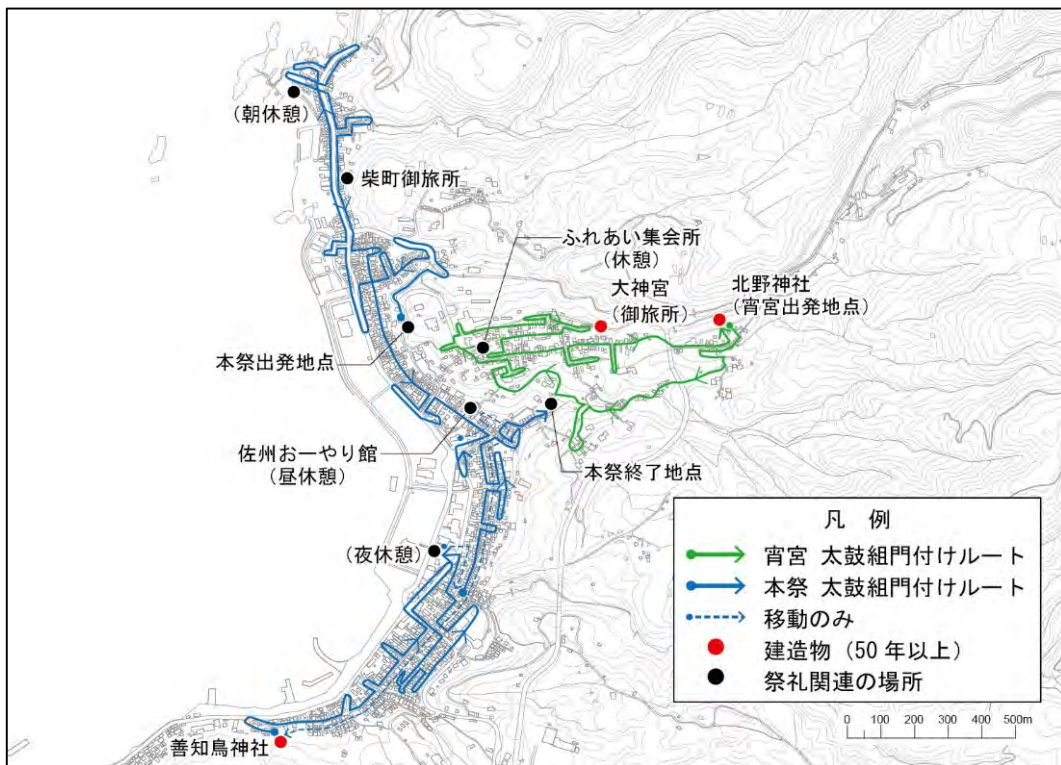 (朝休憩)
柴町御旅所
ふれあい集会所
(休憩)
大神宮
(御旅所)
北野神社
(宵宮出発地点)
本祭出発地点
佐州おーやり館
(昼休憩)
本祭終了地点
(夜休憩)
善知鳥神社
凡 例
宵宮 太鼓組門付けルート
本祭 太鼓組門付けルート
移動のみ
建造物(50年以上)
祭礼関連の場所
0 100 200 300 400 500m